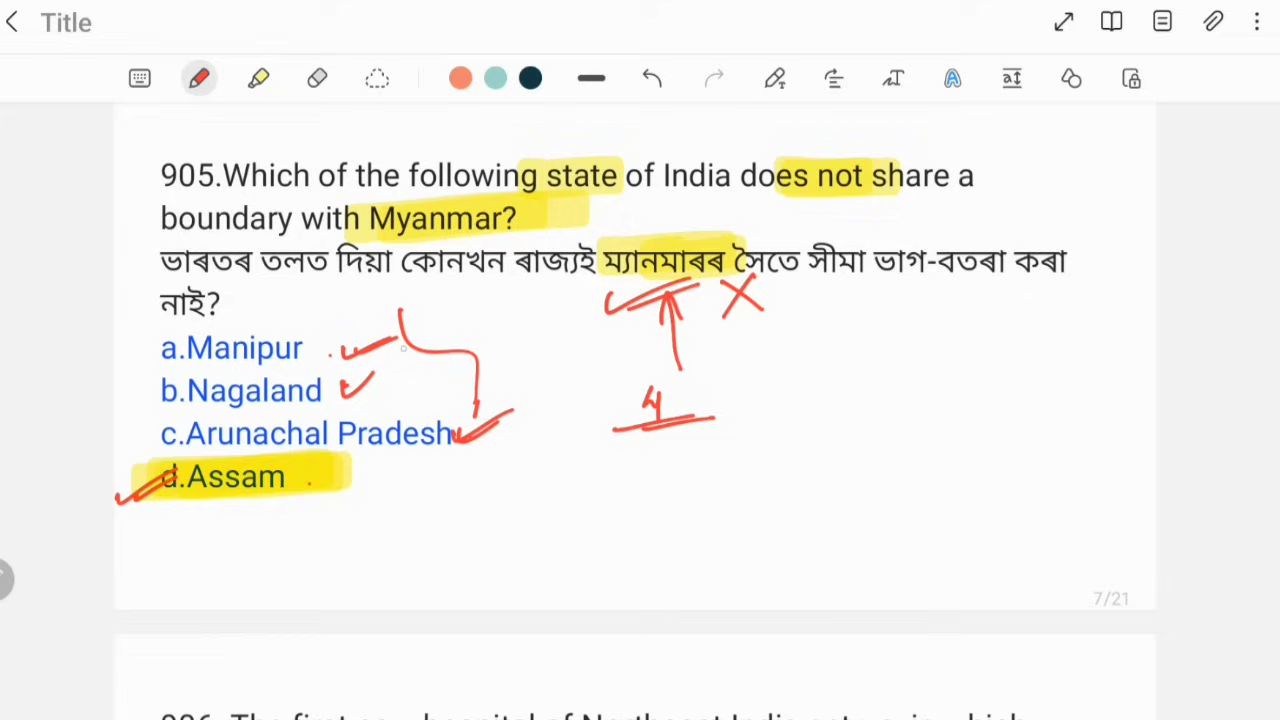 Title
905.Which of the following state of India does not share a
boundary with Myanmar?
ভাৰতৰ তলত দিয়া কোনখন ৰাজ্যই ম্যানমাৰৰ সৈতে সীমা ভাগ-বতৰা কৰা
নাই?
a.Manipur
b.Nagaland
c.Arunachal Pradesh
4
d.Assam
7/21